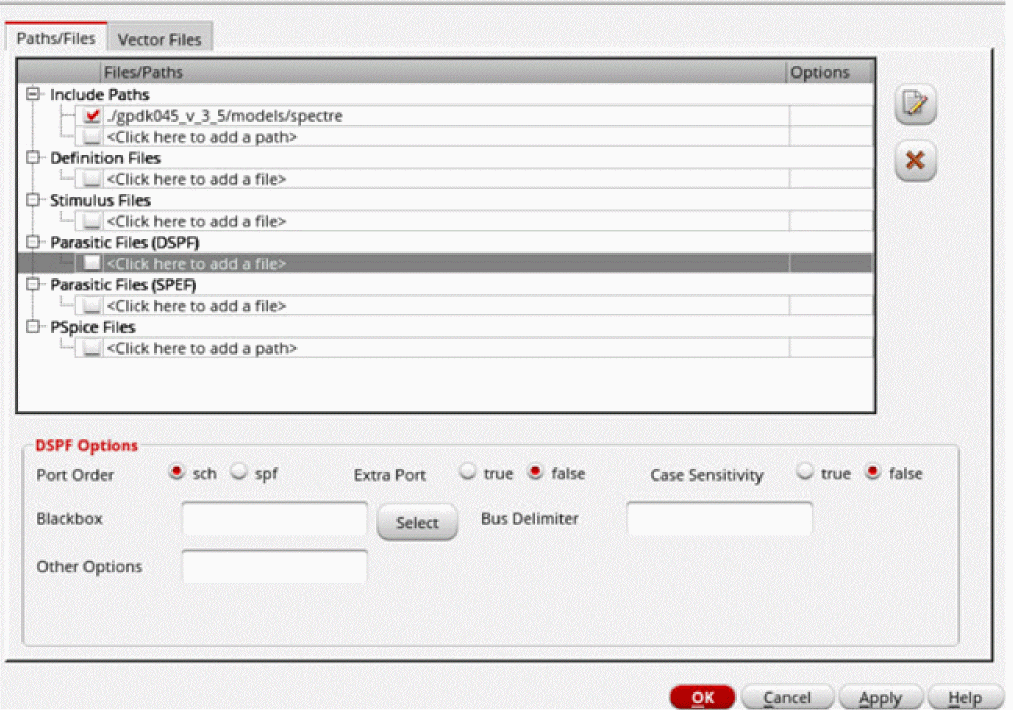 Paths/Files Vector Files
Files/Paths Options
Include Paths
./gpdk045_v_3_5/models/spectre
<Click here to add a path>
Definition Files
<Click here to add a file>
Stimulus Files
<Click here to add a file>
Parasitic Files (DSPF)
<Click here to add a file>
Parasitic Files (SPEF)
<Click here to add a file>
PSpice Files
<Click here to add a path>
DSPF Options
Port Order sch spf Extra Port true false Case Sensitivity true false
Blackbox Select Bus Delimiter
Other Options
OK Cancel Apply Help